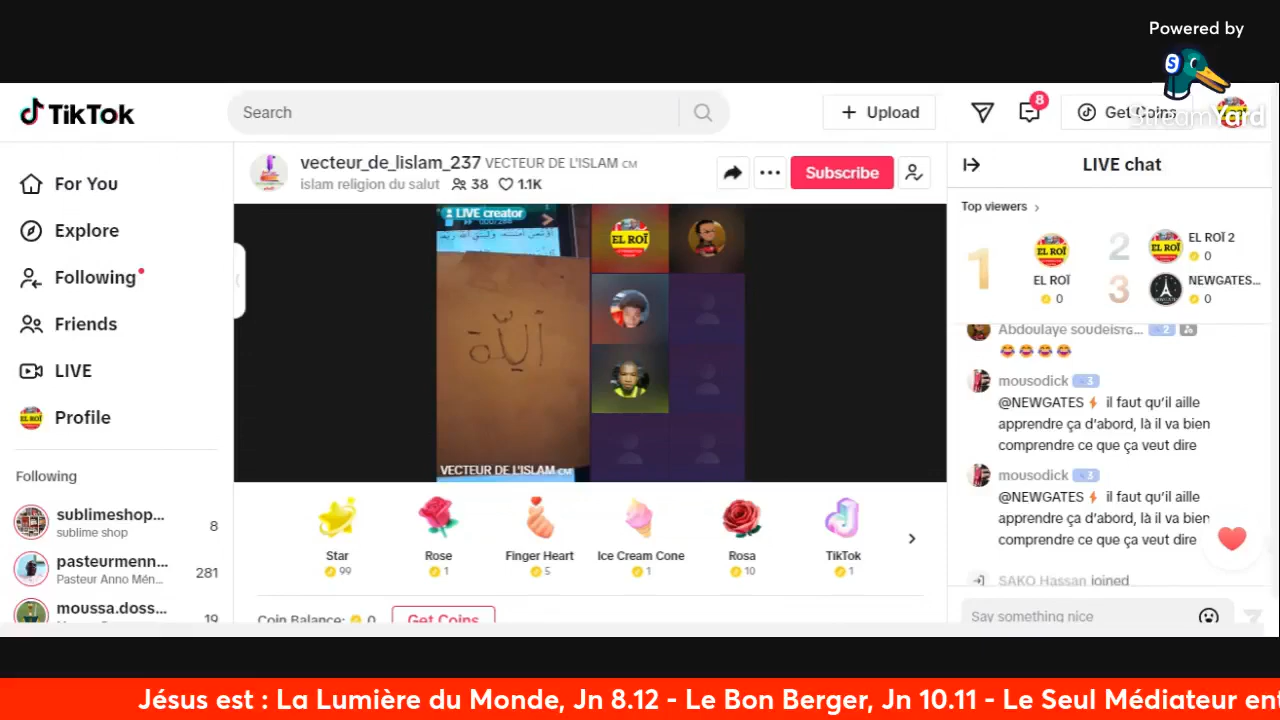 Powered by
StreamYard
TikTok
Search
Upload
8
Get Coins
For You
Explore
Following
Friends
LIVE
Profile
Following
sublimeshop...
sublime shop
8
pasteurmenn...
Pasteur Anno Mén...
281
moussa.doss...
19
vecteur_de_lislam_237 VECTEUR DE L'ISLAM CM
islam religion du salut 38 1.1K
Subscribe
LIVE creator
EL ROÏ
اَللّه
VECTEUR DE L'ISLAM CM
Star
99
Rose
1
Finger Heart
5
Ice Cream Cone
1
Rosa
10
TikTok
1
Coin Balance: 0
Get Coins
LIVE chat
Top viewers
1
EL ROÏ
EL ROÏ
0
2
EL ROÏ
EL ROÏ 2
0
3
NEWGATES...
0
Abdoulaye soudeis... 2
😂😂😂😂
mousodick 3
@NEWGATES⚡ il faut qu'il aille
apprendre ça d'abord, là il va bien
comprendre ce que ça veut dire
mousodick 3
@NEWGATES⚡ il faut qu'il aille
apprendre ça d'abord, là il va bien
comprendre ce que ça veut dire
SAKO Hassan joined
Say something nice
Jésus est : La Lumière du Monde, Jn 8.12 - Le Bon Berger, Jn 10.11 - Le Seul Médiateur